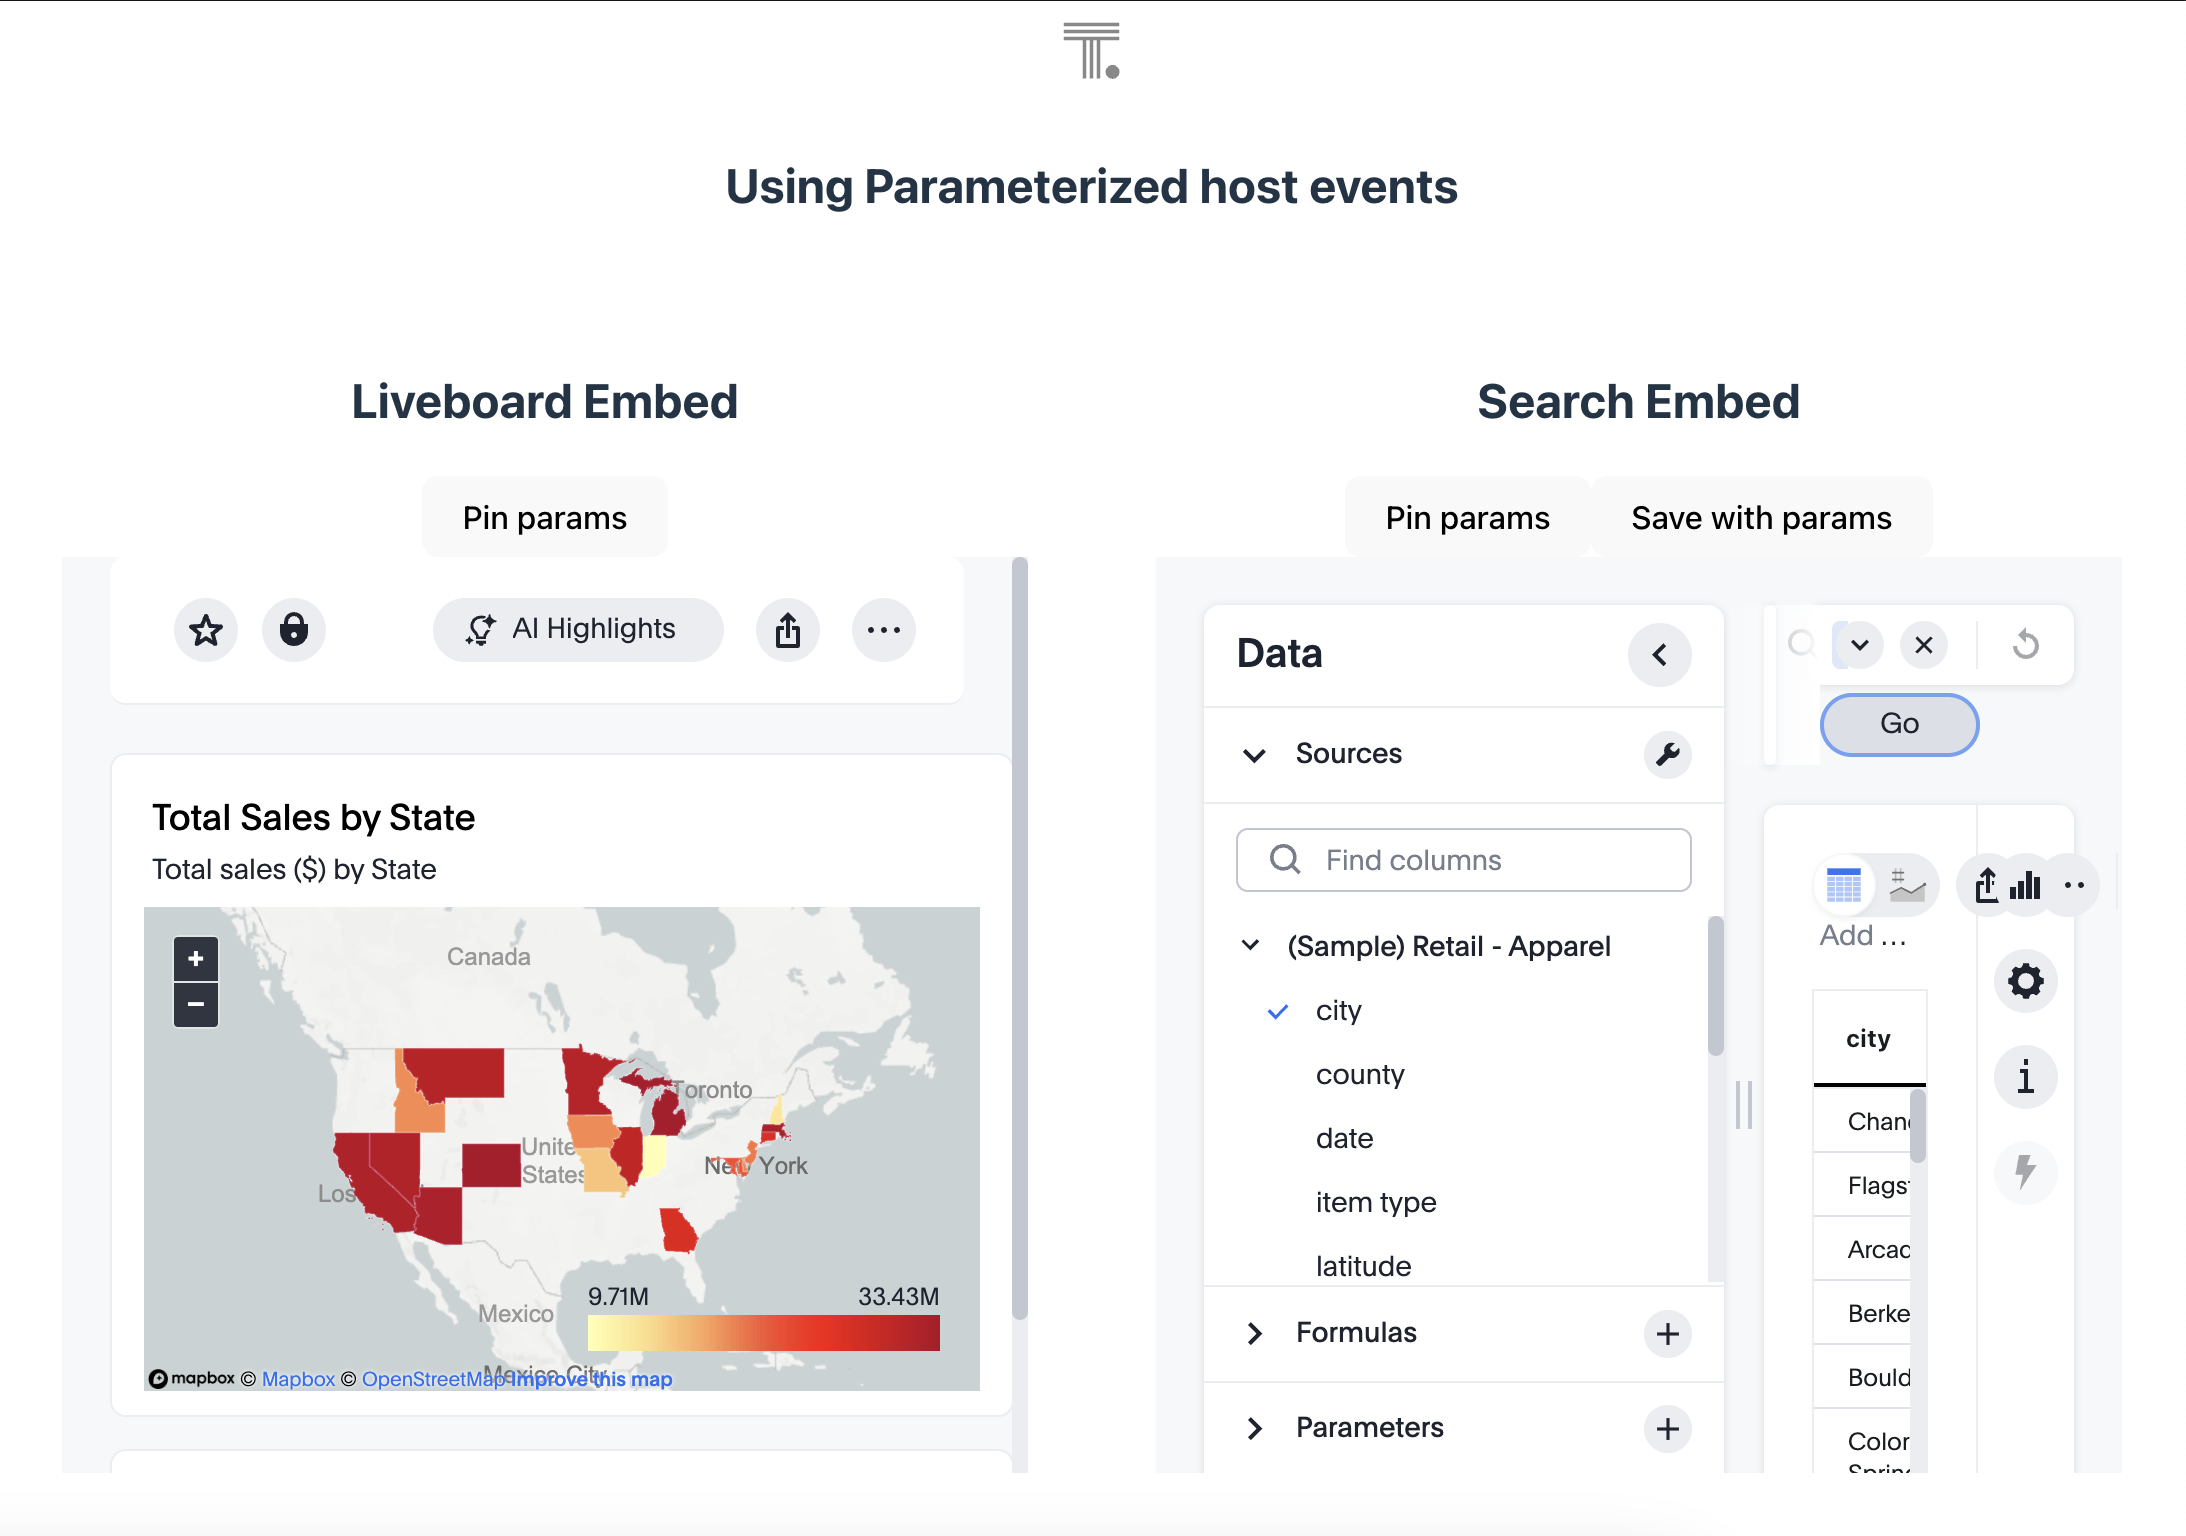 Using Parameterized host events
Liveboard Embed
Pin params
AI Highlights
Total Sales by State
Total sales ($) by State
+
−
Canada
Toronto
United
States
New York
Los
Mexico
Mexico City
9.71M
33.43M
mapbox © Mapbox © OpenStreetMap Improve this map
Search Embed
Pin params
Save with params
Data
Sources
Find columns
(Sample) Retail - Apparel
city
county
date
item type
latitude
Formulas
Parameters
Go
Add ...
city
Chan
Flags
Arcad
Berke
Bould
Color
Spring